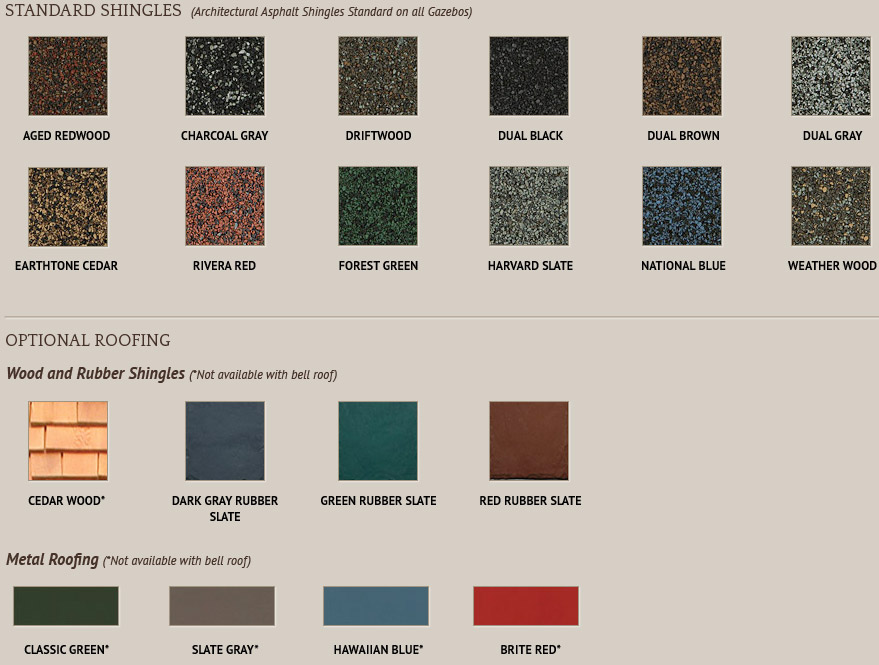 STANDARD SHINGLES (Architectural Asphalt Shingles Standard on all Gazebos)
AGED REDWOOD CHARCOAL GRAY DRIFTWOOD DUAL BLACK DUAL BROWN DUAL GRAY
EARTHTONE CEDAR RIVERA RED FOREST GREEN HARVARD SLATE NATIONAL BLUE WEATHER WOOD
OPTIONAL ROOFING
Wood and Rubber Shingles (*Not available with bell roof)
CEDAR WOOD* DARK GRAY RUBBER GREEN RUBBER SLATE RED RUBBER SLATE
SLATE
Metal Roofing (*Not available with bell roof)
CLASSIC GREEN* SLATE GRAY* HAWAIIAN BLUE* BRITE RED*